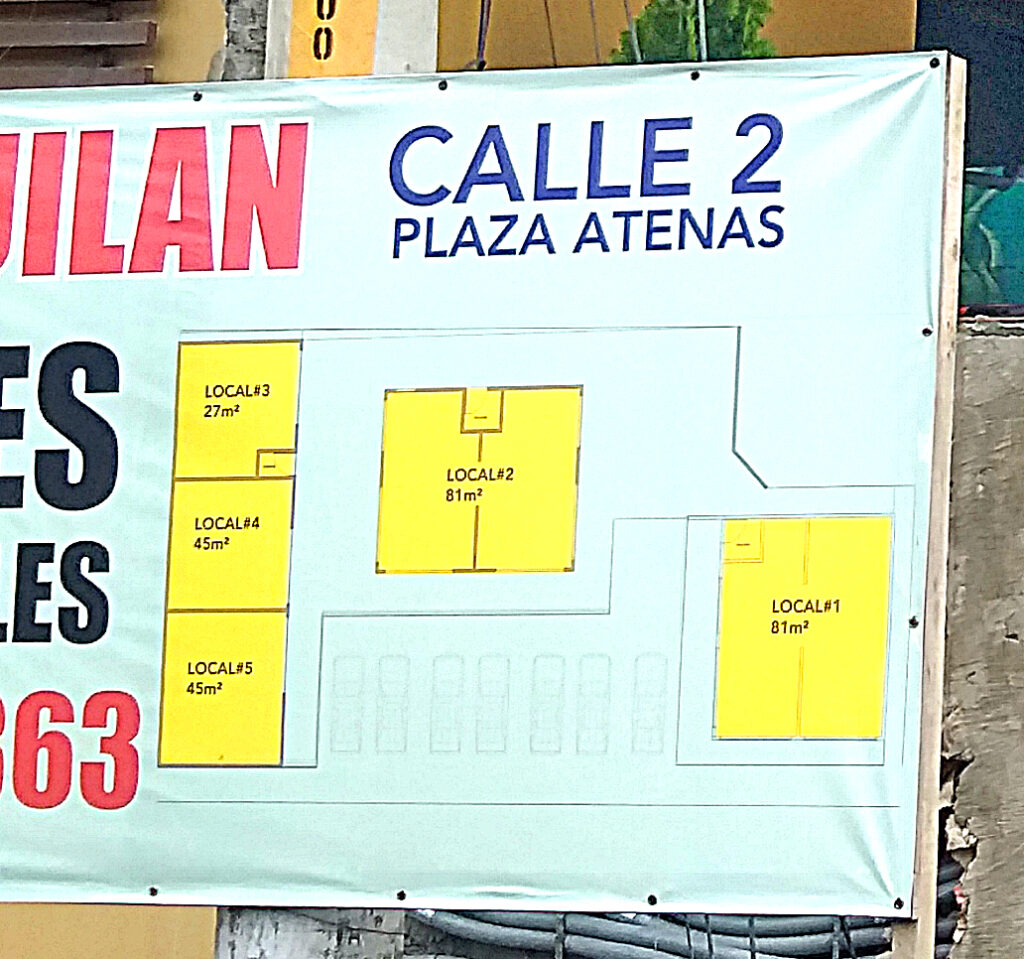 00
UILAN
CALLE 2
PLAZA ATENAS
ES
LES
363
LOCAL#3
27m²
LOCAL#4
45m²
LOCAL#5
45m²
LOCAL#2
81m²
LOCAL#1
81m²